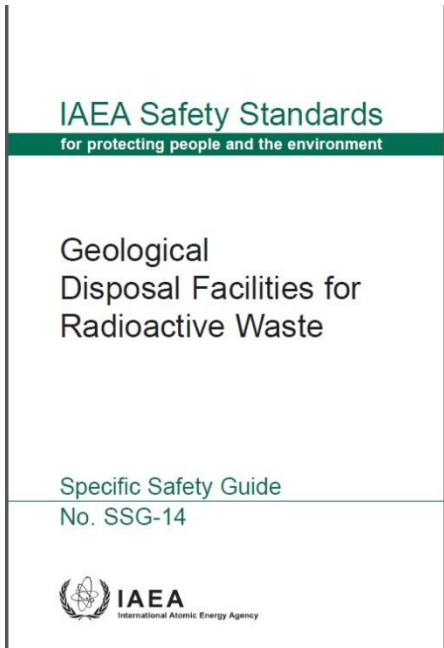 IAEA Safety Standards
for protecting people and the environment
Geological
Disposal Facilities for
Radioactive Waste
Specific Safety Guide
No. SSG-14
IAEA
International Atomic Energy Agency